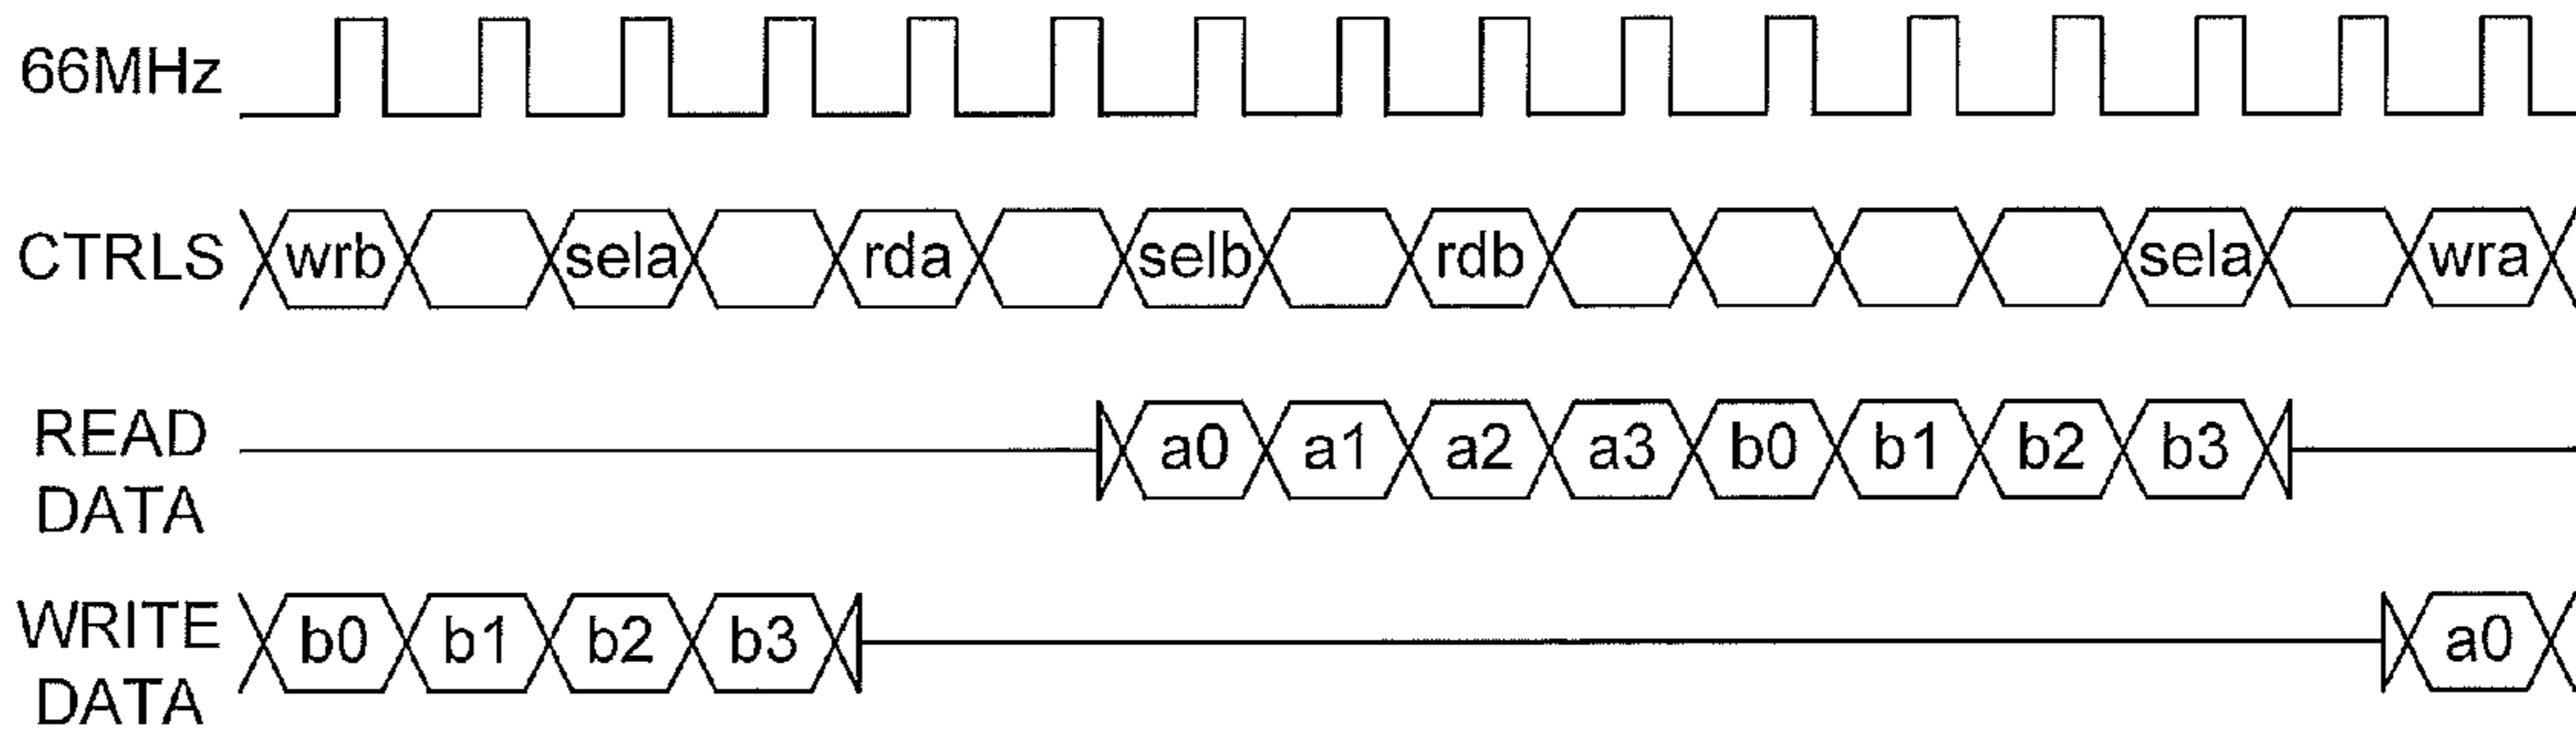 66MHz
CTRLS wrb sela rda selb rdb sela wra
READ DATA a0 a1 a2 a3 b0 b1 b2 b3
WRITE DATA b0 b1 b2 b3 a0